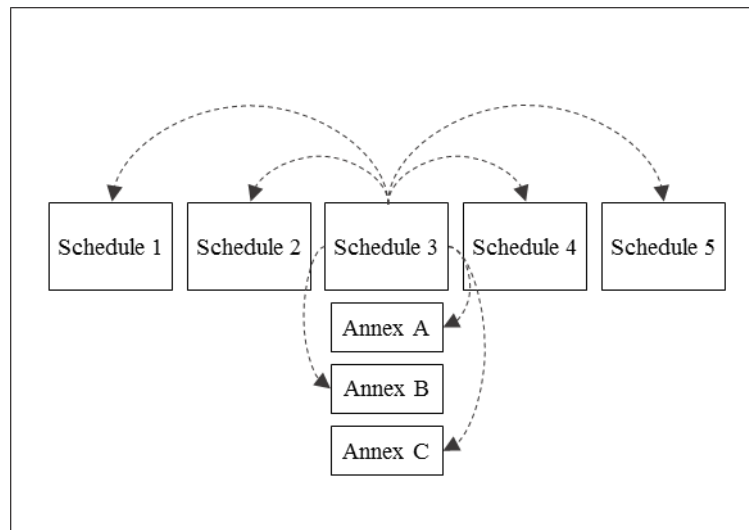 Schedule 1
Schedule 2
Schedule 3
Schedule 4
Schedule 5
Annex A
Annex B
Annex C